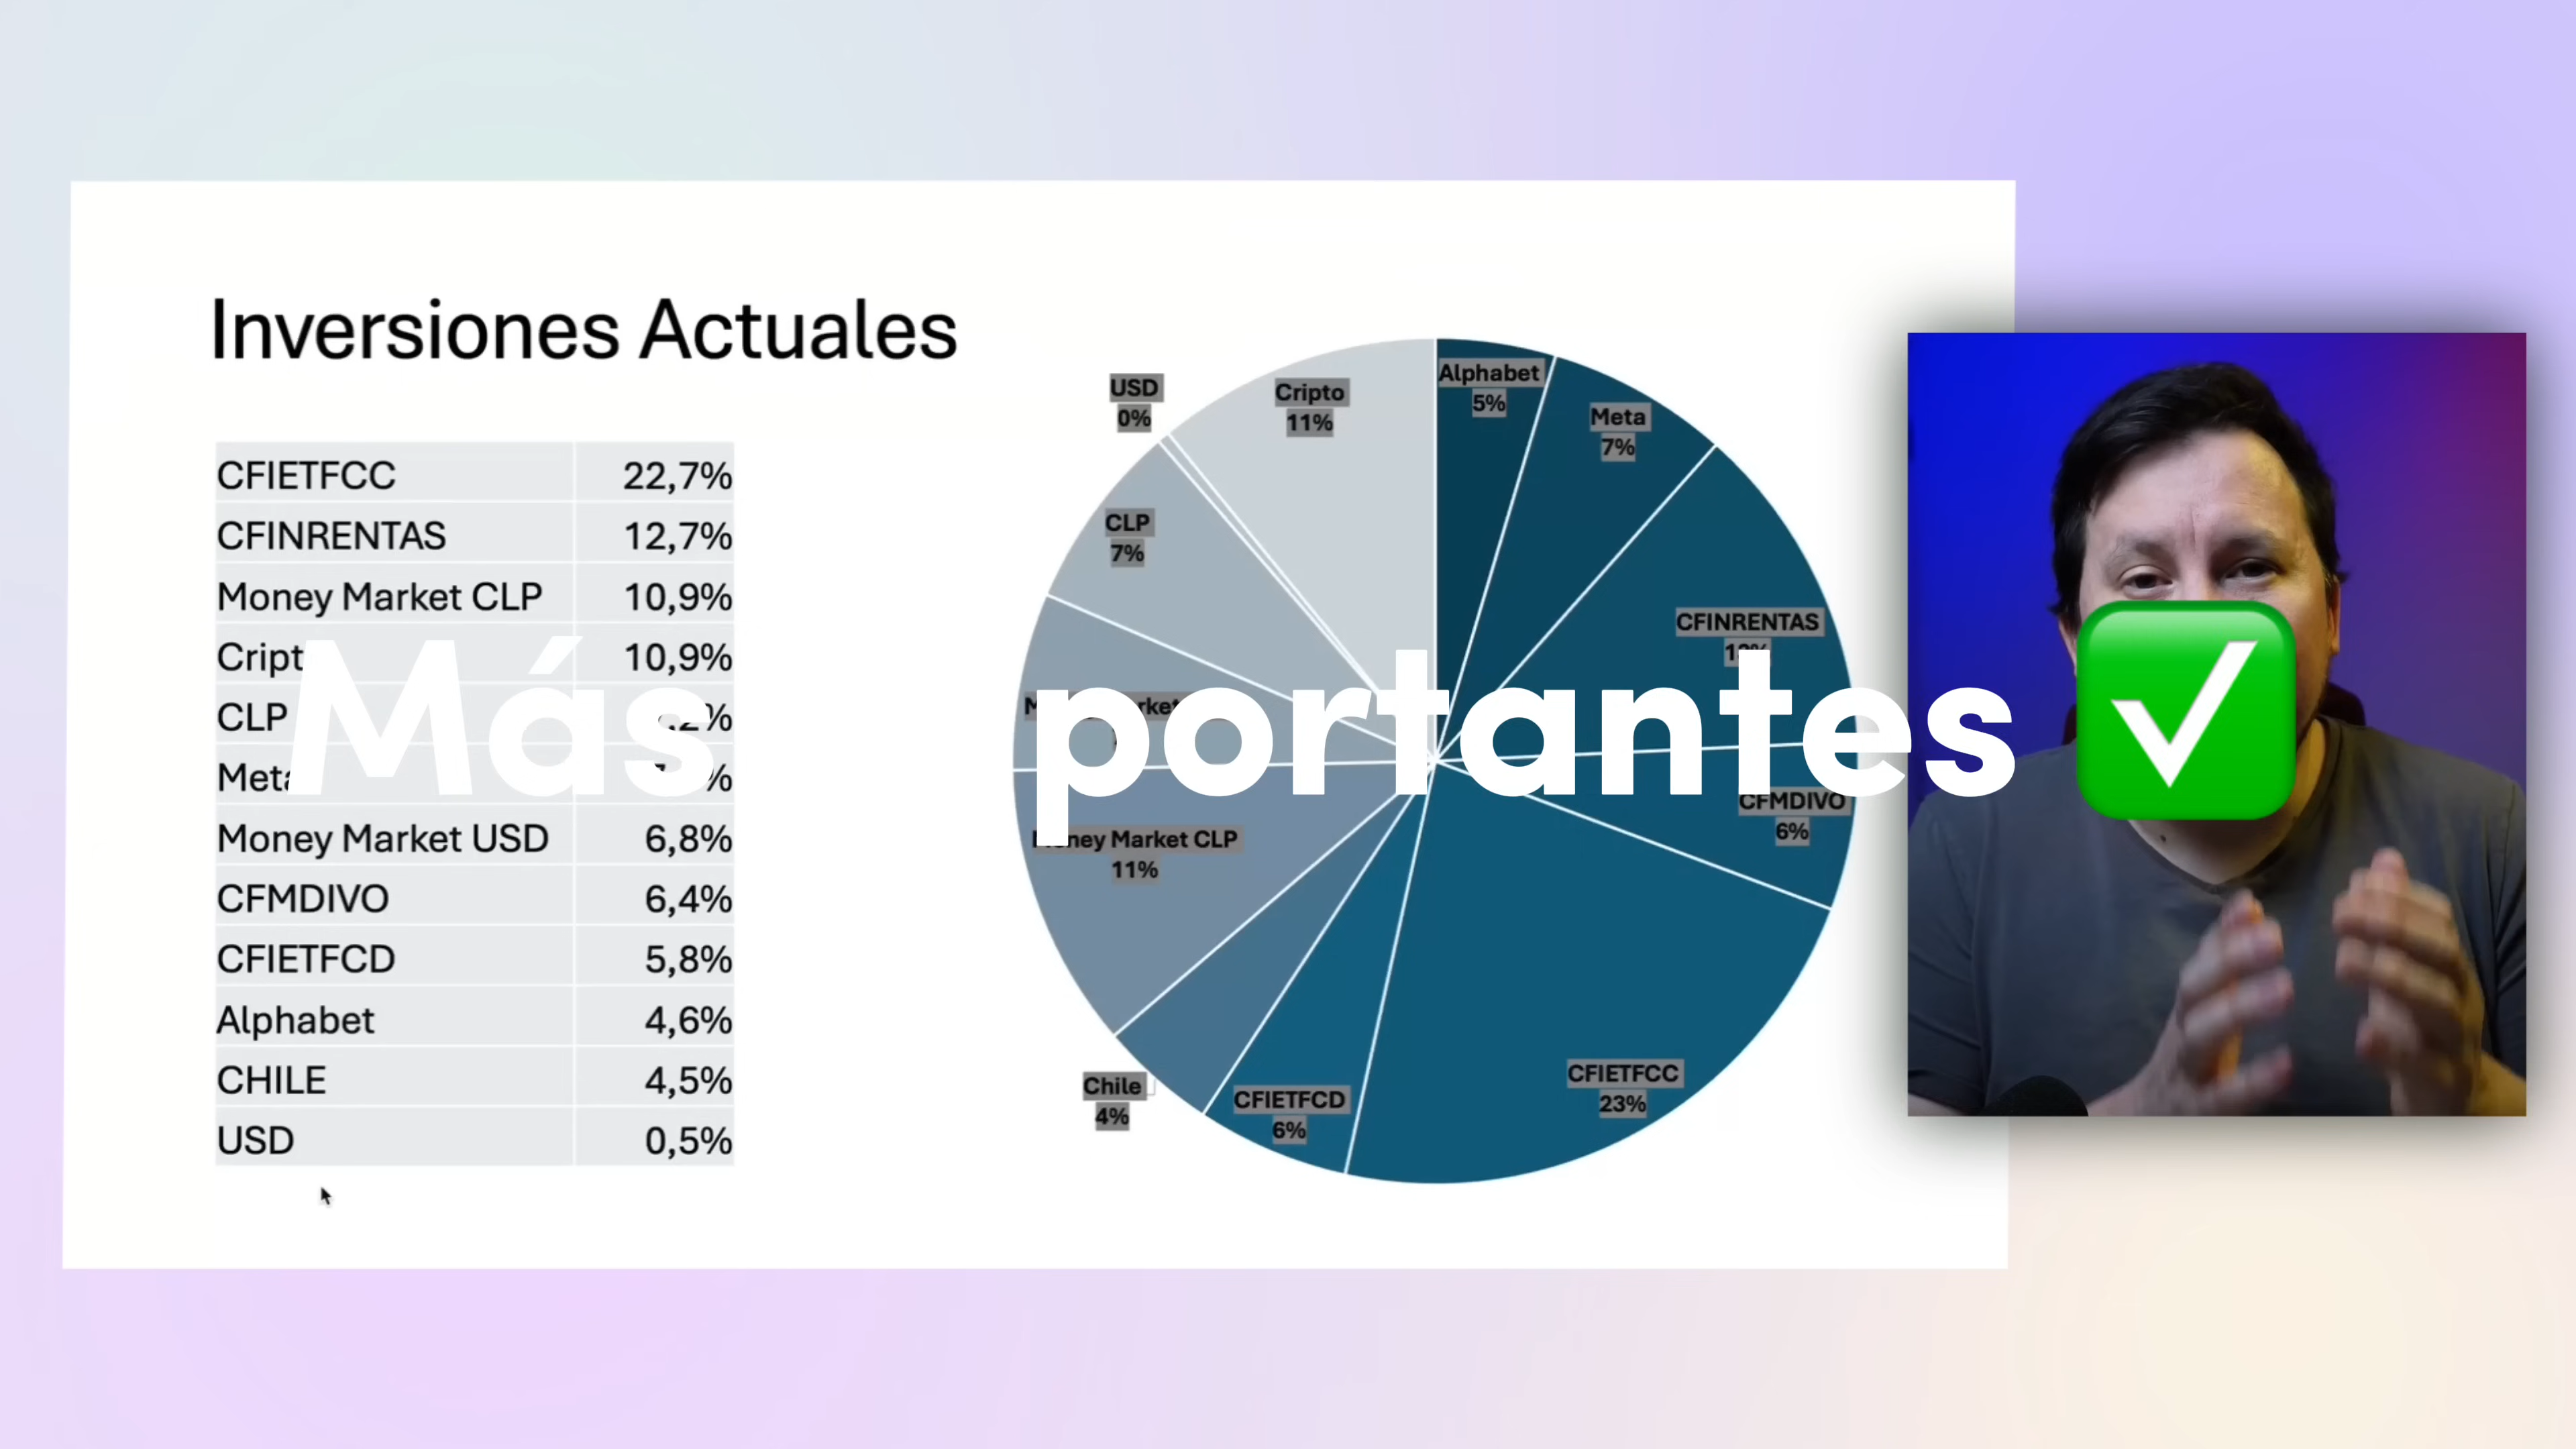 Inversiones Actuales
CFIETFCC 22,7%
CFINRENTAS 12,7%
Money Market CLP 10,9%
Cript 10,9%
CLP ,2%
Meta
Money Market USD 6,8%
CFMDIVO 6,4%
CFIETFCD 5,8%
Alphabet 4,6%
CHILE 4,5%
USD 0,5%
USD
0%
Cripto
11%
Alphabet
5%
Meta
7%
CLP
7%
CFINRENTAS
CFMDIVO
6%
Money Market CLP
11%
Chile
4%
CFIETFCD
6%
CFIETFCC
23%
Más portantes